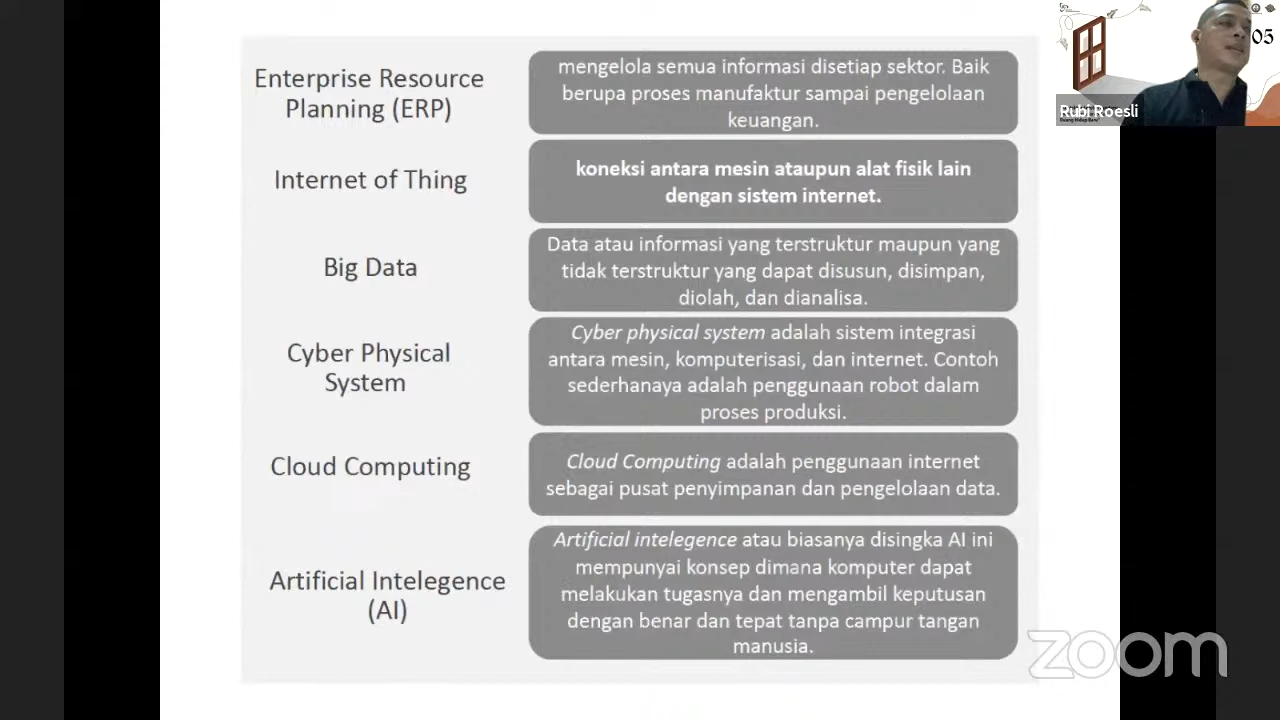 Enterprise Resource
Planning (ERP)
mengelola semua informasi disetiap sektor. Baik
berupa proses manufaktur sampai pengelolaan
keuangan.
Internet of Thing
koneksi antara mesin ataupun alat fisik lain
dengan sistem internet.
Big Data
Data atau informasi yang terstruktur maupun yang
tidak terstruktur yang dapat disusun, disimpan,
diolah, dan dianalisa.
Cyber Physical
System
Cyber physical system adalah sistem integrasi
antara mesin, komputerisasi, dan internet. Contoh
sederhanaya adalah penggunaan robot dalam
proses produksi.
Cloud Computing
Cloud Computing adalah penggunaan internet
sebagai pusat penyimpanan dan pengelolaan data.
Artificial Intelegence
(AI)
Artificial intelegence atau biasanya disingka AI ini
mempunyai konsep dimana komputer dapat
melakukan tugasnya dan mengambil keputusan
dengan benar dan tepat tanpa campur tangan
manusia.
05
Rubi Roesli
zoom